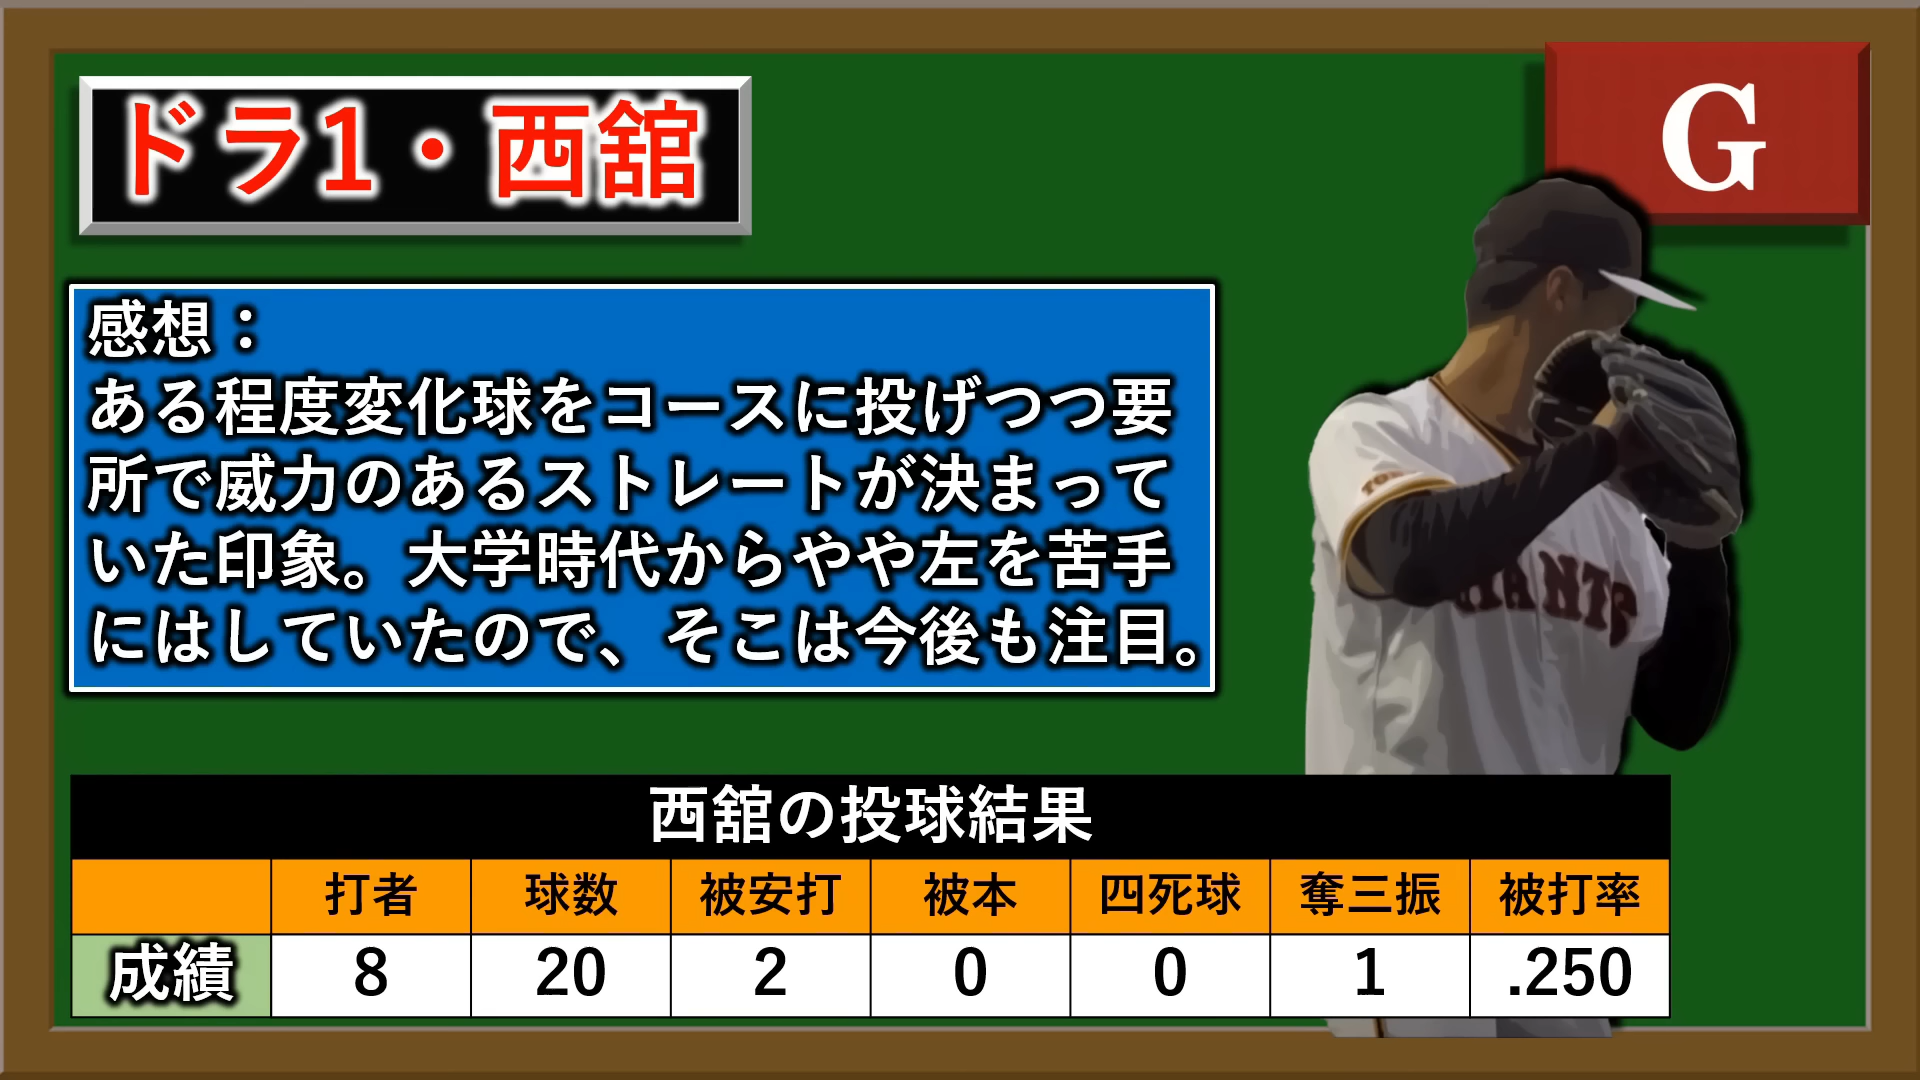 ドラ1・西舘
G
感想：
ある程度変化球をコースに投げつつ要
所で威力のあるストレートが決まって
いた印象。大学時代からやや左を苦手
にはしていたので、そこは今後も注目。
TO
GIANTS
西舘の投球結果
打者 球数 被安打 被本 四死球 奪三振 被打率
成績 8 20 2 0 0 1 .250